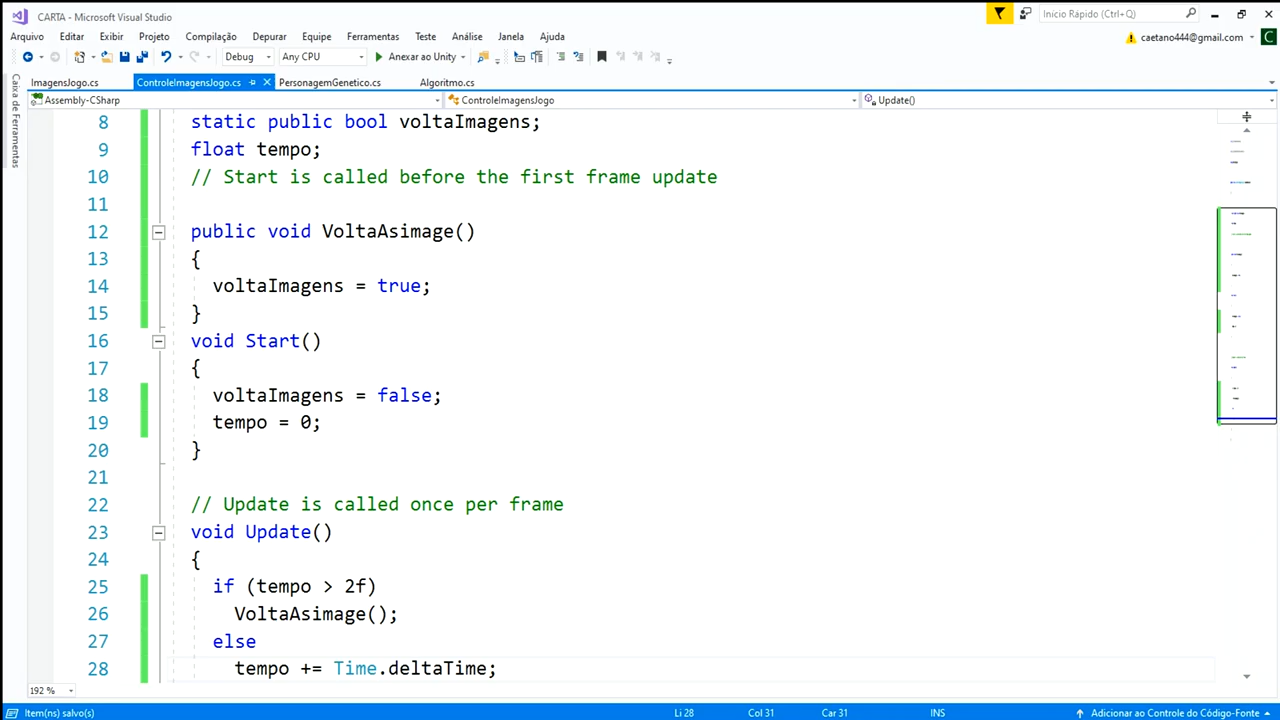 CARTA - Microsoft Visual Studio
Início Rápido (Ctrl+Q)
Arquivo Editar Exibir Projeto Compilação Depurar Equipe Ferramentas Teste Análise Janela Ajuda
caetano444@gmail.com C
Debug Any CPU Anexar ao Unity
ImagensJogo.cs ControleImagensJogo.cs PersonagemGenetico.cs Algoritmo.cs
Caixa de Ferramentas
Assembly-CSharp ControleImagensJogo Update()
8 static public bool voltaImagens;
9 float tempo;
10 // Start is called before the first frame update
11
12 public void VoltaAsimage()
13 {
14 voltaImagens = true;
15 }
16 void Start()
17 {
18 voltaImagens = false;
19 tempo = 0;
20 }
21
22 // Update is called once per frame
23 void Update()
24 {
25 if (tempo > 2f)
26 VoltaAsimage();
27 else
28 tempo += Time.deltaTime;
192 %
Item(ns) salvo(s) Li 28 Col 31 Car 31 INS Adicionar ao Controle do Código-Fonte